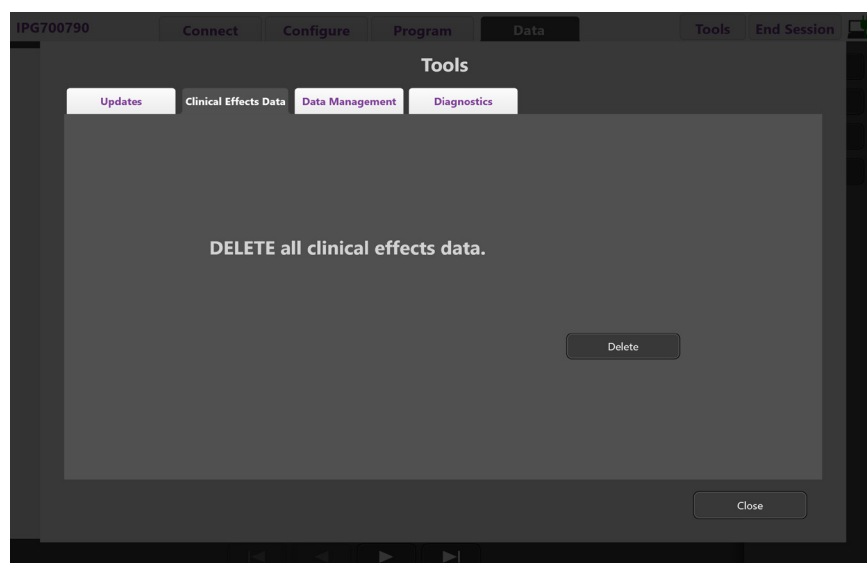 IPG700790 Connect Configure Program Data Tools End Session
Tools
Updates Clinical Effects Data Data Management Diagnostics
DELETE all clinical effects data.
Delete
Close